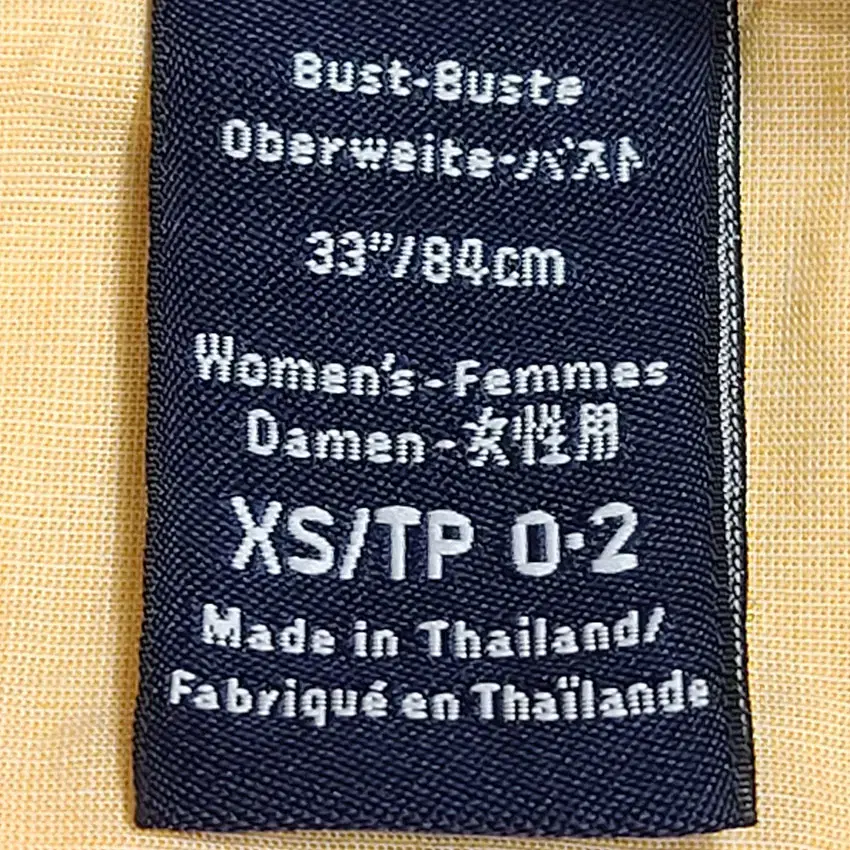 Bust-Buste
Oberweite-バスト
33"/84cm
Women's-Femmes
Damen-女性用
XS/TP 0-2
Made in Thailand/
Fabriqué en Thaïlande